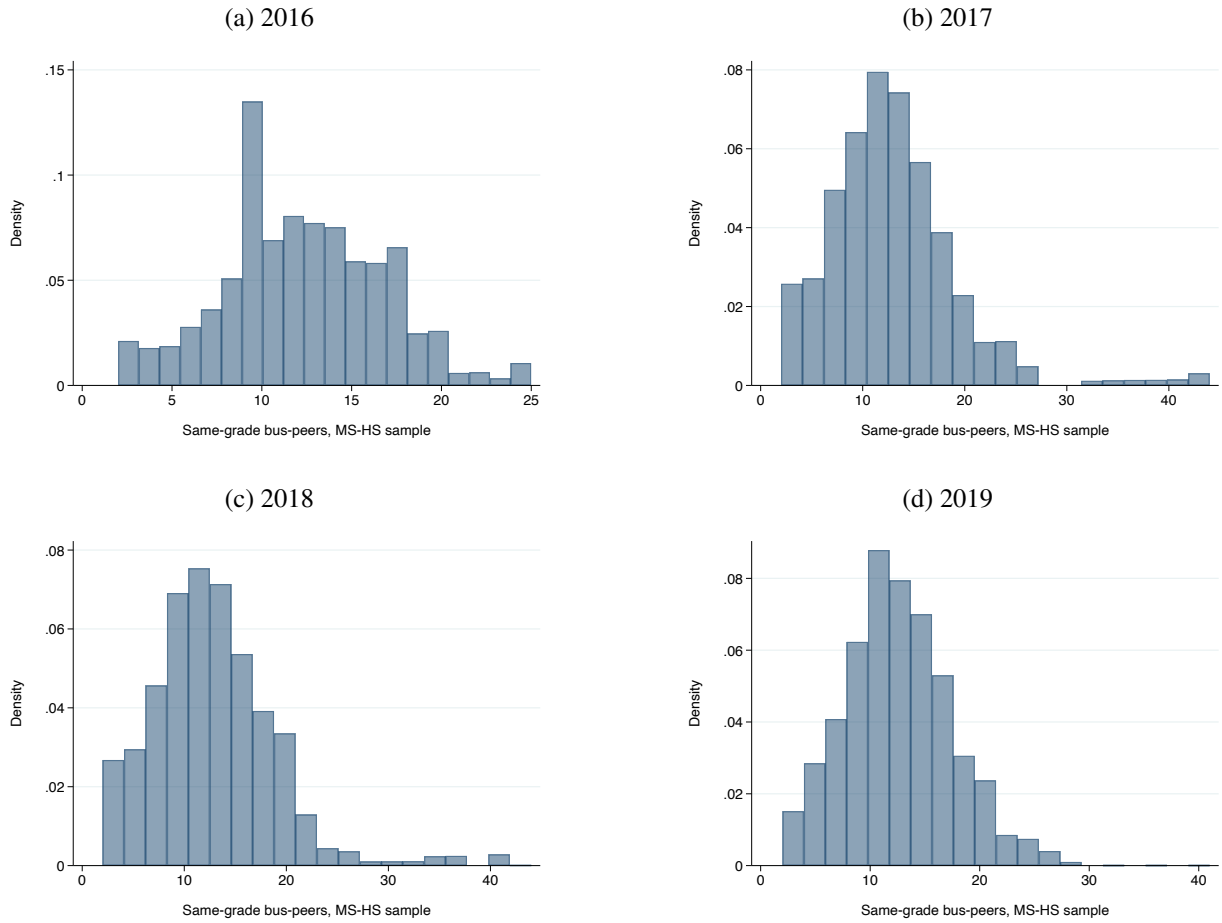 (a) 2016
.15
.1
.05
0
Density
0 5 10 15 20 25
Same-grade bus-peers, MS-HS sample
(b) 2017
.08
.06
.04
.02
0
Density
0 10 20 30 40
Same-grade bus-peers, MS-HS sample
(c) 2018
.08
.06
.04
.02
0
Density
0 10 20 30 40
Same-grade bus-peers, MS-HS sample
(d) 2019
.08
.06
.04
.02
0
Density
0 10 20 30 40
Same-grade bus-peers, MS-HS sample